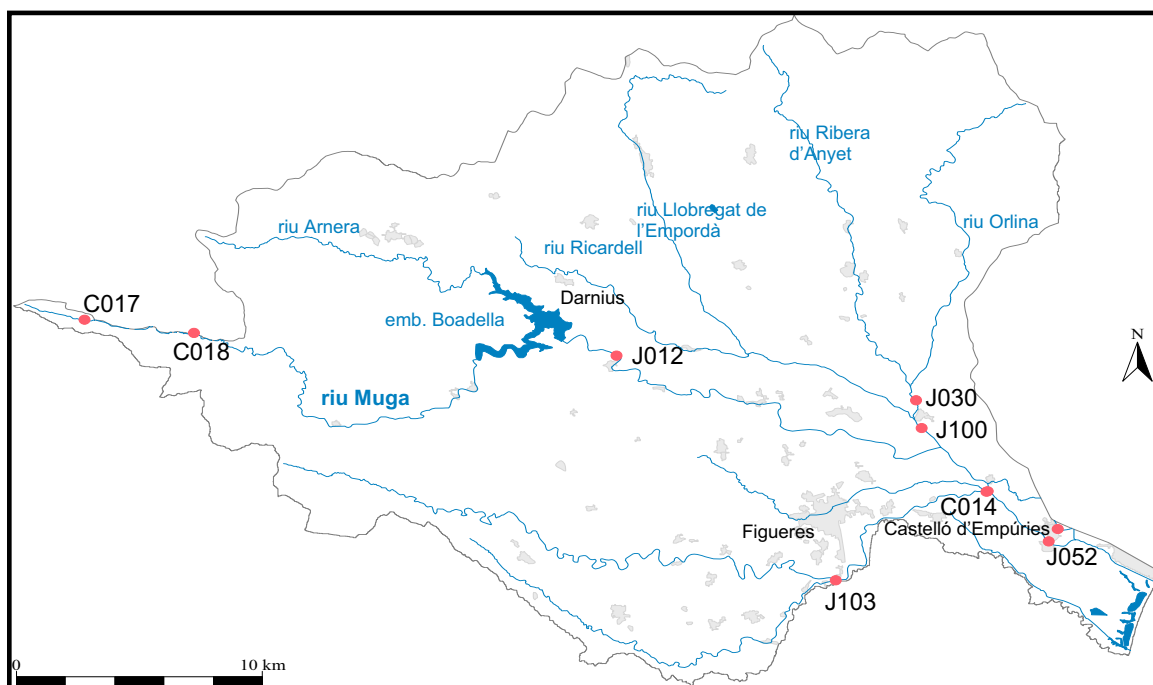 riu Ribera
d'Anyet
riu Llobregat de
l'Empordà
riu Arnera
riu Orlina
riu Ricardell
Darnius
C017
emb. Boadella
C018
J012
N
riu Muga
J030
J100
C014
Figueres
Castelló d'Empúries
J052
J103
0
10 km